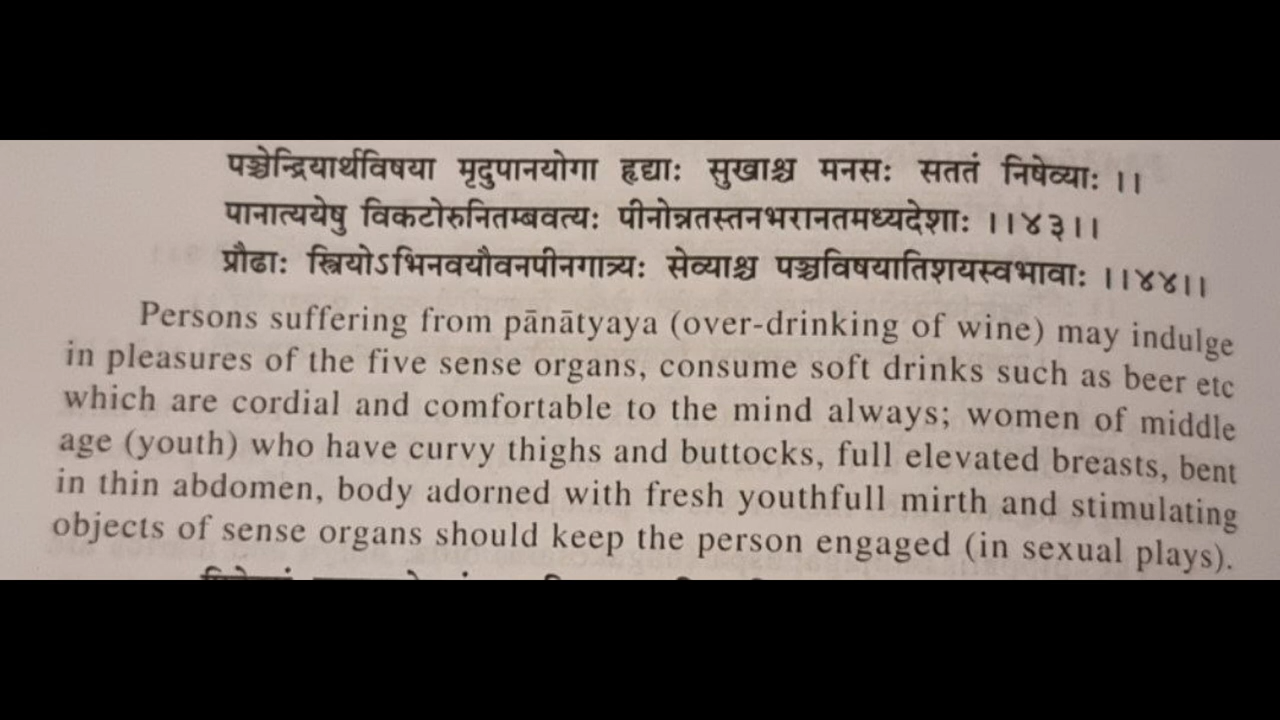 पञ्चेन्द्रियार्थविषया मृदुपानयोगा हृद्याः सुखाश्च मनसः सततं निषेव्याः ।।
पानात्ययेषु विकटोरुनितम्बवत्यः पीनोन्नतस्तनभरानतमध्यदेशाः ।।४३।।
प्रौढाः स्त्रियोऽभिनवयौवनपीनगात्र्यः सेव्याश्च पञ्चविषयातिशयस्वभावाः ।।४४।।
Persons suffering from pānātyaya (over-drinking of wine) may indulge
in pleasures of the five sense organs, consume soft drinks such as beer etc
which are cordial and comfortable to the mind always; women of middle
age (youth) who have curvy thighs and buttocks, full elevated breasts, bent
in thin abdomen, body adorned with fresh youthfull mirth and stimulating
objects of sense organs should keep the person engaged (in sexual plays).